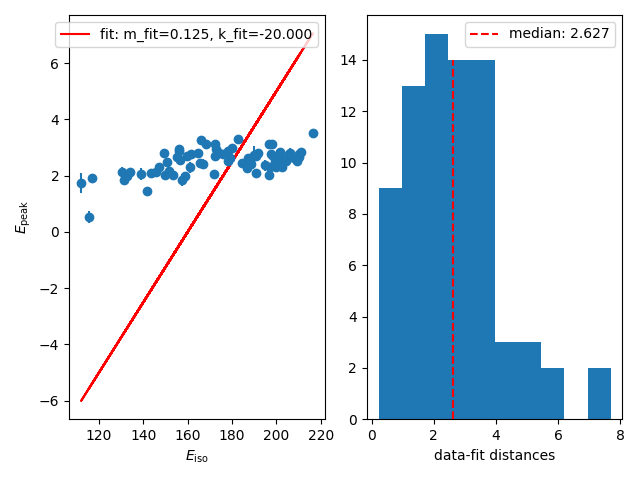 fit: m_fit=0.125, k_fit=-20.000
median: 2.627
6
4
2
0
−2
−4
−6
E_peak
120 140 160 180 200 220
E_iso
14
12
10
8
6
4
2
0
0 2 4 6 8
data-fit distances